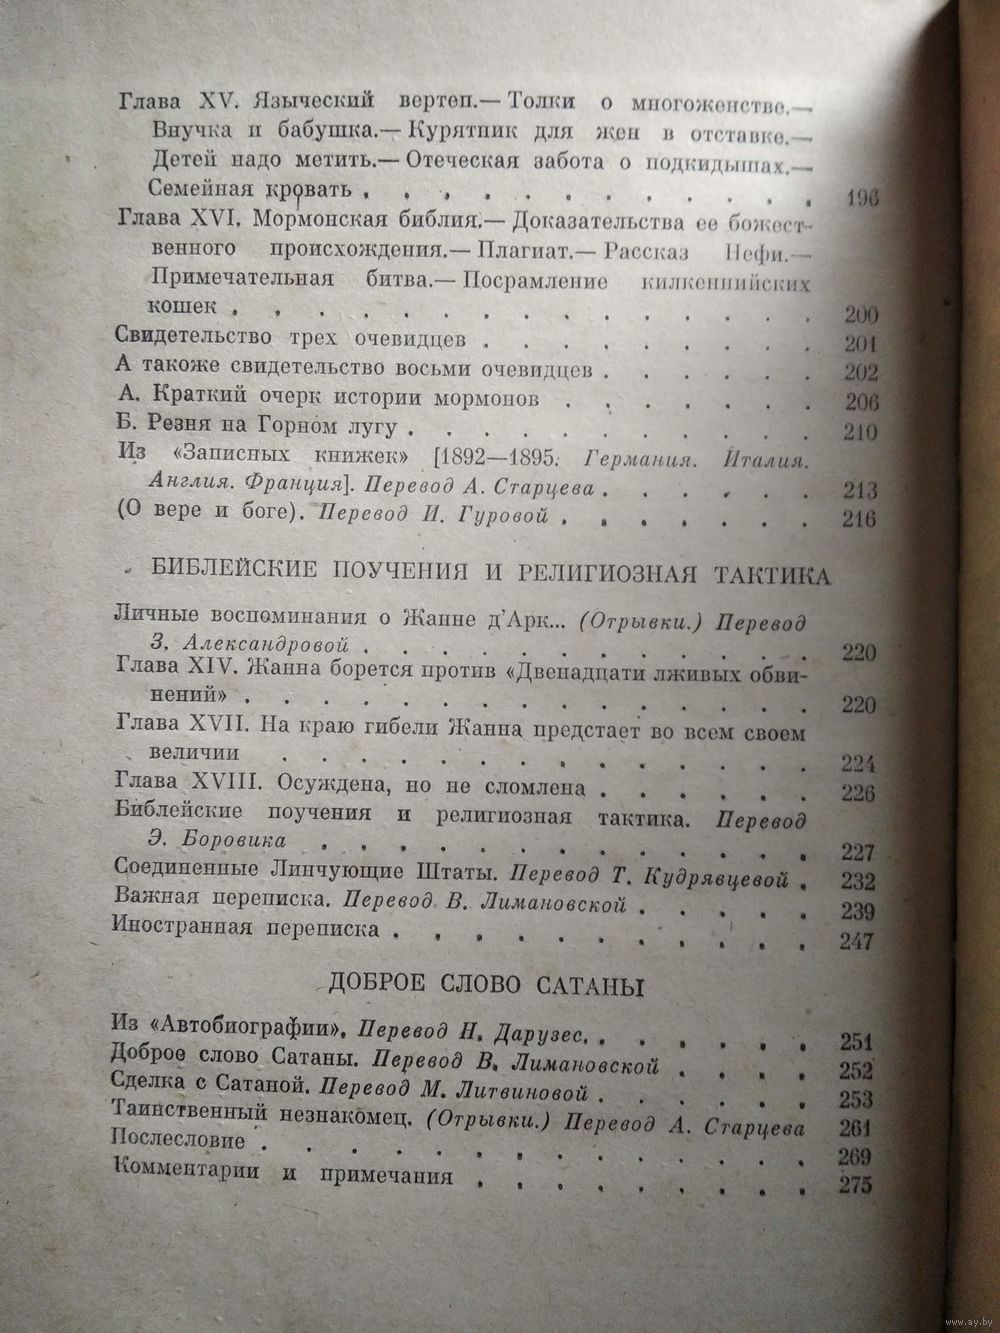 Глава XV. Языческий вертеп.— Толки о многоженстве.—
Внучка и бабушка.— Курятник для жен в отставке.—
Детей надо метить.— Отеческая забота о подкидышах.—
Семейная кровать . . . . . . . . . . . . 196
Глава XVI. Мормонская библия.— Доказательства ее божест-
венного происхождения.— Плагиат.— Рассказ Нефи.—
Примечательная битва.— Посрамление килкеннийских
кошек . . . . . . . . . . . . . . 200
Свидетельство трех очевидцев . . . . . . . . . 201
А такоже свидетельство восьми очевидцев . . . . . . 202
А. Краткий очерк истории мормонов . . . . . . . 206
Б. Резня на Горном лугу . . . . . . . . . . . 210
Из «Записных книжек» [1892—1895. Германия. Италия.
Англия. Франция]. Перевод А. Старцева . . . . . . 213
(О вере и боге). Перевод И. Гуровой . . . . . . . 216
БИБЛЕЙСКИЕ ПОУЧЕНИЯ И РЕЛИГИОЗНАЯ ТАКТИКА
Личные воспоминания о Жанне д'Арк... (Отрывки.) Перевод
З. Александровой . . . . . . . . . . . . 220
Глава XIV. Жанна борется против «Двенадцати лживых обви-
нений» . . . . . . . . . . . . . . . 220
Глава XVII. На краю гибели Жанна предстает во всем своем
величии . . . . . . . . . . . . . . 224
Глава XVIII. Осуждена, но не сломлена . . . . . . 226
Библейские поучения и религиозная тактика. Перевод
Э. Боровика . . . . . . . . . . . . . 227
Соединенные Линчующие Штаты. Перевод Т. Кудрявцевой . 232
Важная переписка. Перевод В. Лимановской . . . . . 239
Иностранная переписка . . . . . . . . . . . 247
ДОБРОЕ СЛОВО САТАНЫ
Из «Автобиографии». Перевод Н. Дарузес. . . . . . . 251
Доброе слово Сатаны. Перевод В. Лимановской . . . . 252
Сделка с Сатаной. Перевод М. Литвиновой . . . . . . 253
Таинственный незнакомец. (Отрывки.) Перевод А. Старцева 261
Послесловие . . . . . . . . . . . . . . 269
Комментарии и примечания . . . . . . . . . 275
www.ay.by